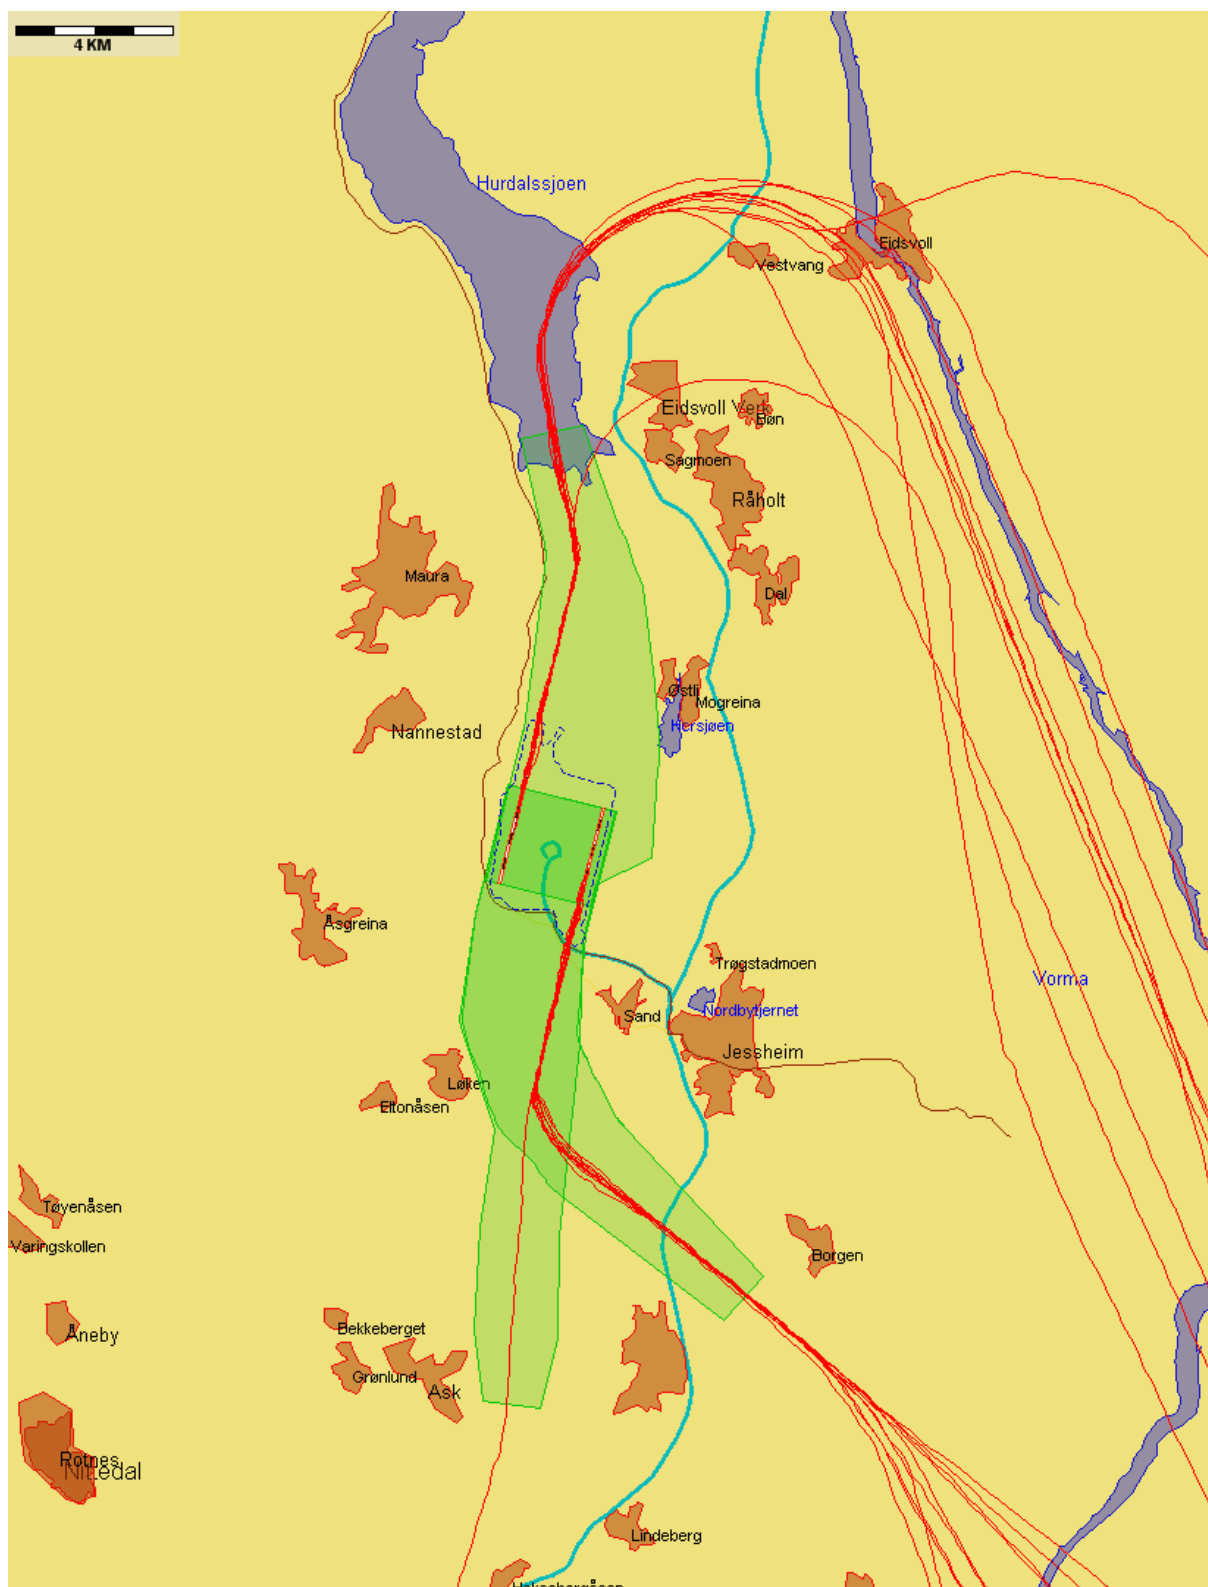 4 KM
Hurdalssjoen
Eidsvoll
Vestvang
Eidsvoll Verk
Bøn
Sagmoen
Råholt
Maura
Dal
Østli
Mogreina
Nannestad
Hersjøen
Åsgreina
Trøgstadmoen
Vorma
Nordbytjernet
Sand
Jessheim
Løken
Eltonåsen
Tøyenåsen
Varingskollen
Borgen
Åneby
Bekkeberget
Grønlund
Ask
Rotnes
Nittedal
Lindeberg